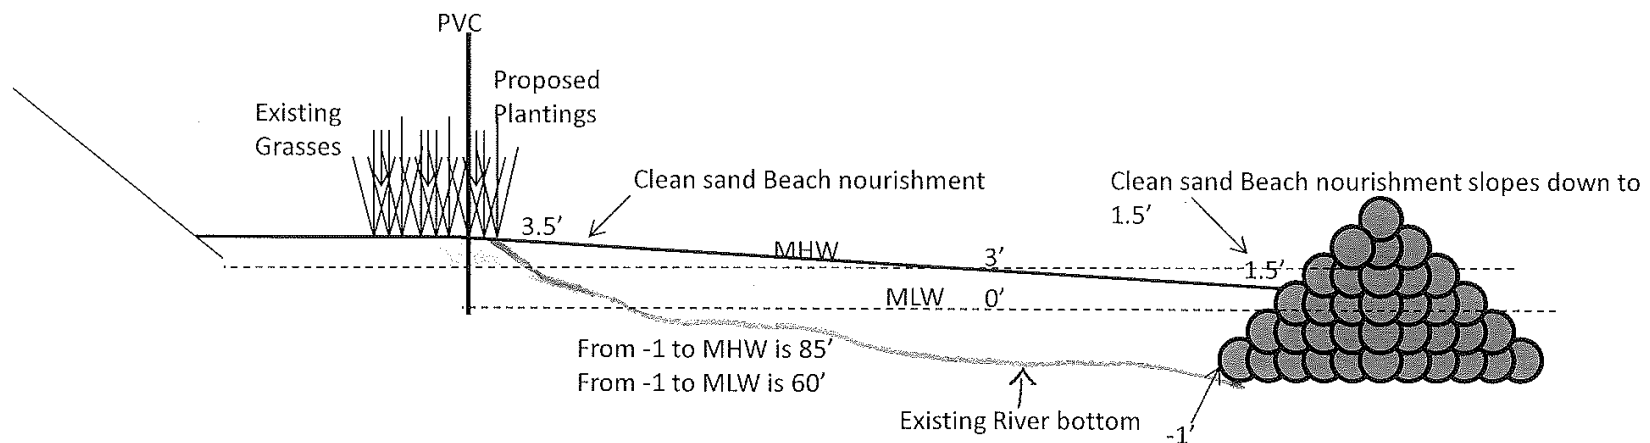 PVC
Proposed
Plantings
Existing
Grasses
Clean sand Beach nourishment
Clean sand Beach nourishment slopes down to
1.5’
3.5’
MHW
3’
1.5’
MLW
0’
From -1 to MHW is 85’
From -1 to MLW is 60’
Existing River bottom
-1’